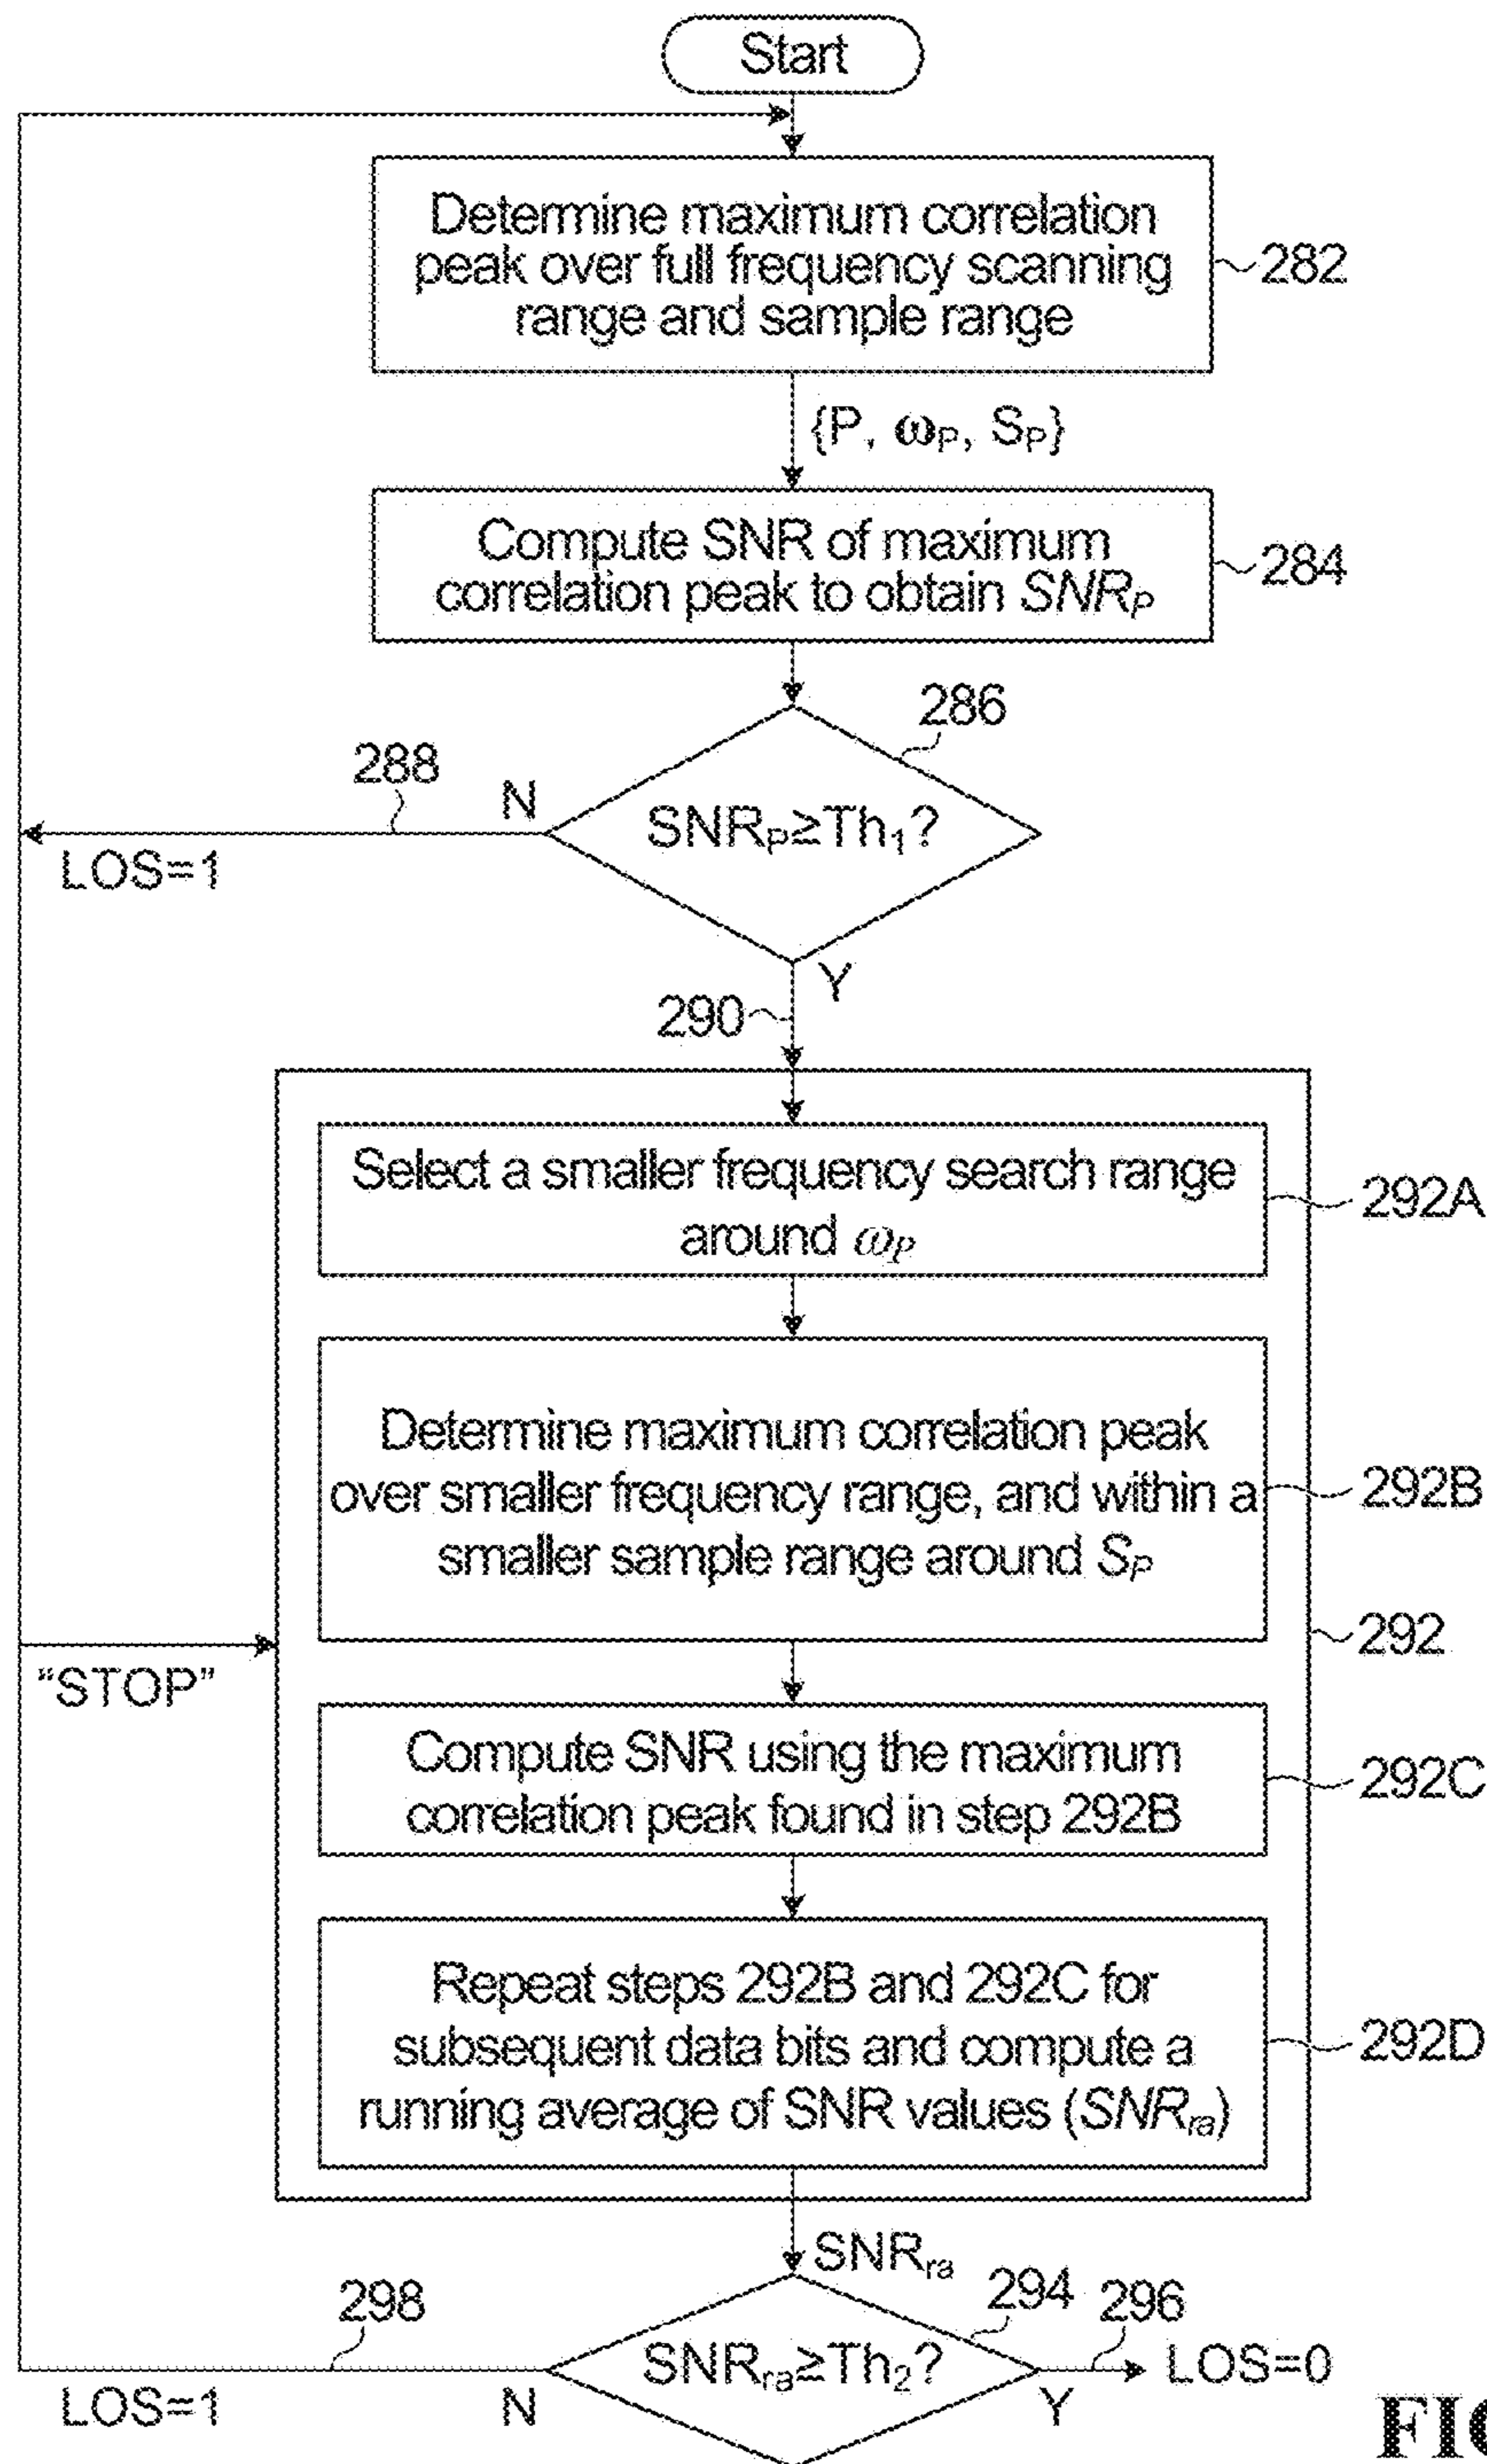 Start
Determine maximum correlation
peak over full frequency scanning
range and sample range
282
{P, ωP, SP}
Compute SNR of maximum
correlation peak to obtain SNRP
284
286
288
N
SNRP≥Th1?
LOS=1
Y
290
Select a smaller frequency search range
around ωP
292A
Determine maximum correlation peak
over smaller frequency range, and within a
smaller sample range around SP
292B
292
"STOP"
Compute SNR using the maximum
correlation peak found in step 292B
292C
Repeat steps 292B and 292C for
subsequent data bits and compute a
running average of SNR values (SNRra)
292D
SNRra
298
294
296
SNRra≥Th2?
LOS=0
LOS=1
N
Y